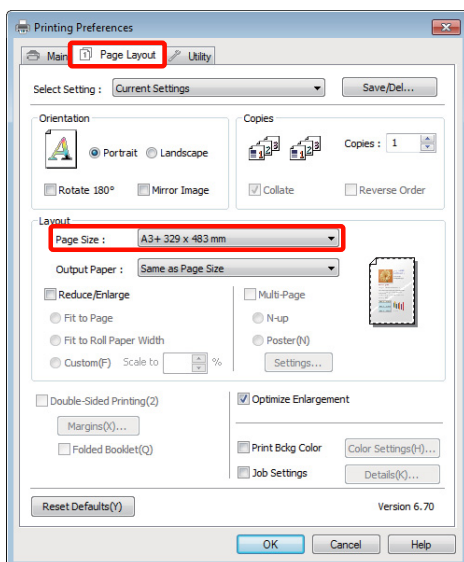 Printing Preferences
Main Page Layout Utility
Select Setting : Current Settings Save/Del...
Orientation
Portrait Landscape
Rotate 180° Mirror Image
Copies
Copies : 1
Collate Reverse Order
Layout
Page Size : A3+ 329 x 483 mm
Output Paper : Same as Page Size
Reduce/Enlarge
Fit to Page
Fit to Roll Paper Width
Custom(F) Scale to %
Multi-Page
N-up
Poster(N)
Settings...
Double-Sided Printing(2)
Margins(X)...
Folded Booklet(Q)
Optimize Enlargement
Print Bckg Color Color Settings(H)...
Job Settings Details(K)...
Reset Defaults(Y) Version 6.70
OK Cancel Help